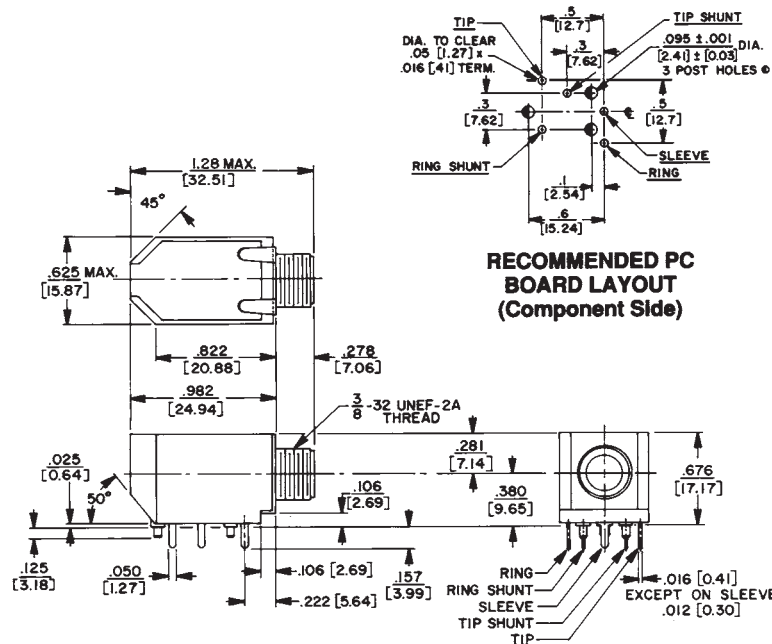 TIP
DIA. TO CLEAR
.05 [1.27] x
.016 [.41] TERM.
.5
[12.7]
.3
[7.62]
TIP SHUNT
.095 ±.001 DIA.
[2.41] ± [0.03]
3 POST HOLES
.3
[7.62]
.5
[12.7]
RING SHUNT
SLEEVE
RING
.1
[2.54]
.6
[15.24]
RECOMMENDED PC
BOARD LAYOUT
(Component Side)
1.28 MAX.
[32.51]
45°
.625 MAX.
[15.87]
.822
[20.88]
.278
[7.06]
.982
[24.94]
3/8 -32 UNEF-2A
THREAD
.025
[0.64]
50°
.125
[3.18]
.050
[1.27]
.106
[2.69]
.106 [2.69]
.222 [5.64]
.157
[3.99]
.281
[7.14]
.380
[9.65]
.676
[17.17]
RING
RING SHUNT
SLEEVE
TIP SHUNT
TIP
.016 [0.41]
EXCEPT ON SLEEVE
.012 [0.30]